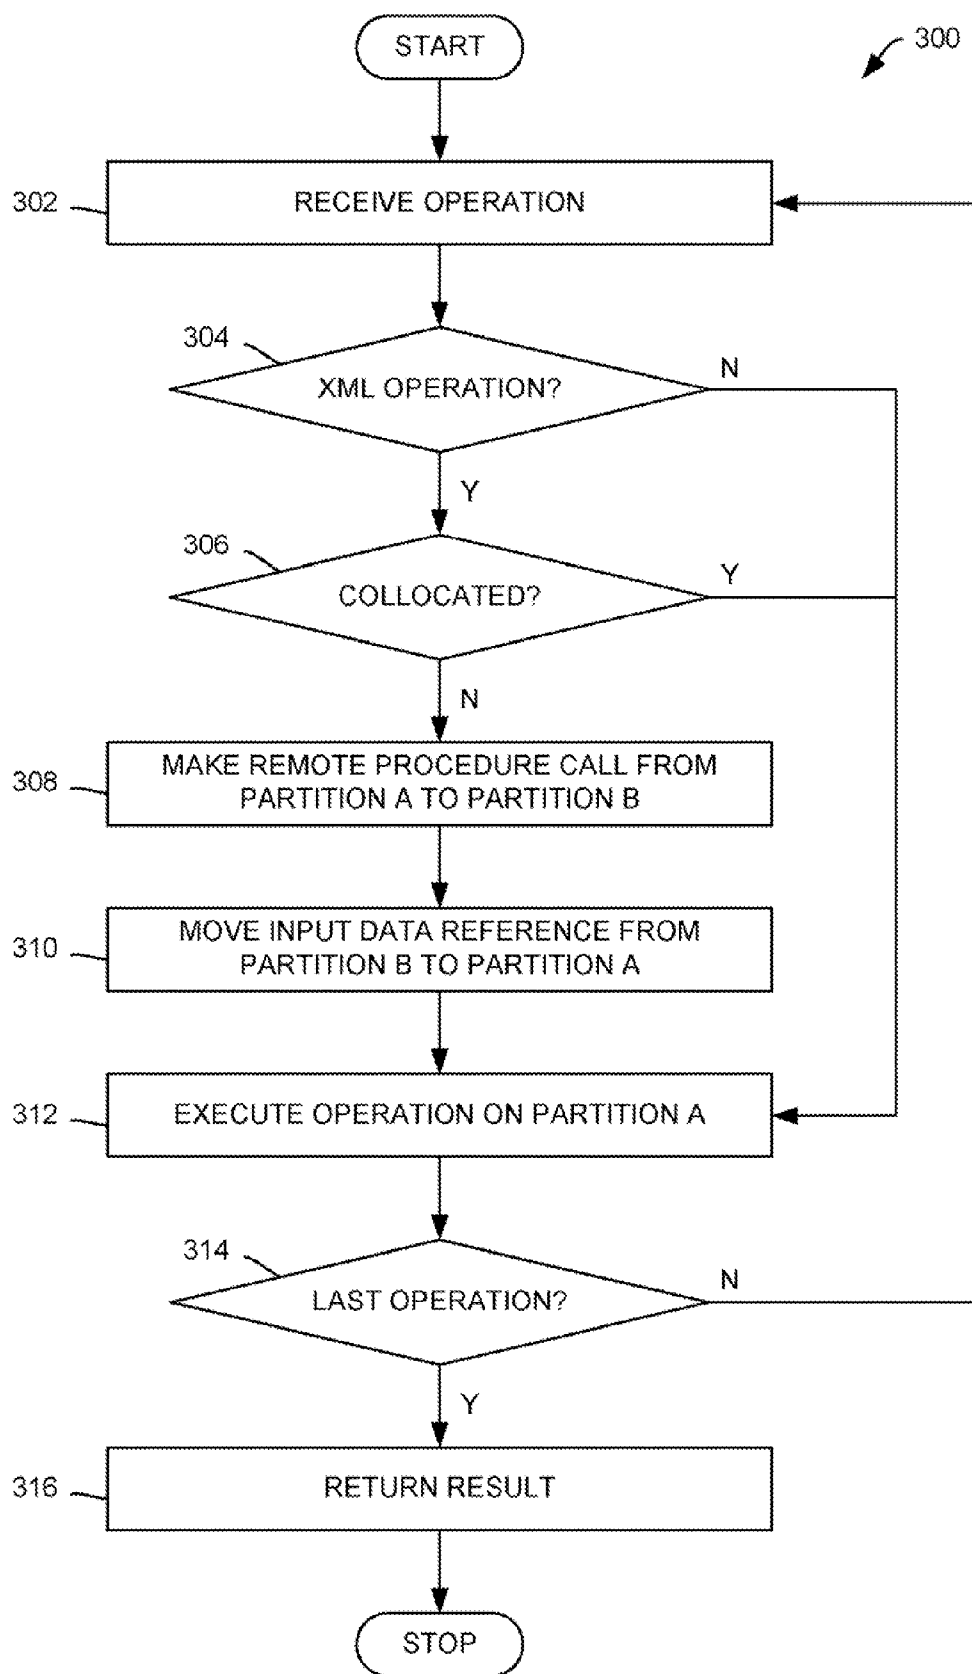 START
300
302
RECEIVE OPERATION
304
XML OPERATION?
N
Y
306
COLLOCATED?
Y
N
308
MAKE REMOTE PROCEDURE CALL FROM
PARTITION A TO PARTITION B
310
MOVE INPUT DATA REFERENCE FROM
PARTITION B TO PARTITION A
312
EXECUTE OPERATION ON PARTITION A
314
LAST OPERATION?
N
Y
316
RETURN RESULT
STOP